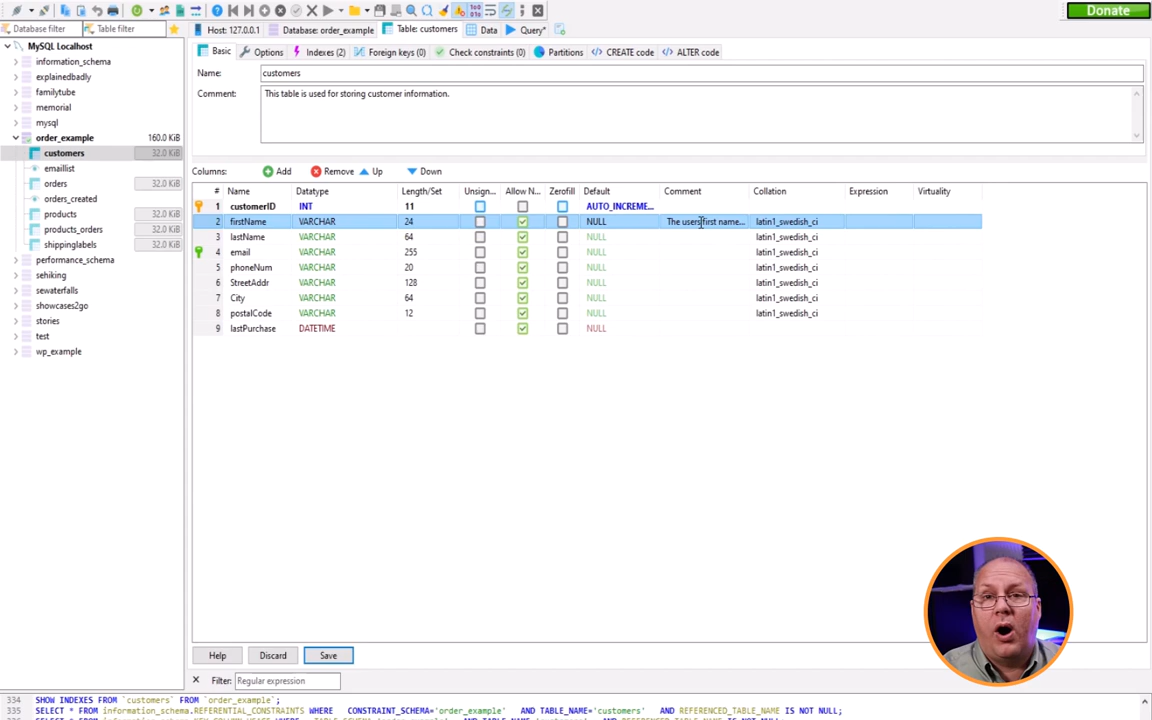 Donate
Database filter
Table filter
Host: 127.0.0.1
Database: order_example
Table: customers
Data
Query*
MySQL Localhost
information_schema
explainedbadly
familytube
memorial
mysql
order_example 160.0 KiB
customers 32.0 KiB
emaillist
orders 32.0 KiB
orders_created
products 32.0 KiB
products_orders 32.0 KiB
shippinglabels 32.0 KiB
performance_schema
sehiking
sewaterfalls
showcases2go
stories
test
wp_example
Basic Options Indexes (2) Foreign keys (0) Check constraints (0) Partitions CREATE code ALTER code
Name: customers
Comment: This table is used for storing customer information.
Columns: Add Remove Up Down
# Name Datatype Length/Set Unsign... Allow N... Zerofill Default Comment Collation Expression Virtuality
1 customerID INT 11 AUTO_INCREME...
2 firstName VARCHAR 24 NULL The users first name... latin1_swedish_ci
3 lastName VARCHAR 64 NULL latin1_swedish_ci
4 email VARCHAR 255 NULL latin1_swedish_ci
5 phoneNum VARCHAR 20 NULL latin1_swedish_ci
6 StreetAddr VARCHAR 128 NULL latin1_swedish_ci
7 City VARCHAR 64 NULL latin1_swedish_ci
8 postalCode VARCHAR 12 NULL latin1_swedish_ci
9 lastPurchase DATETIME NULL
Help Discard Save
Filter: Regular expression
334 SHOW INDEXES FROM `customers` FROM `order_example`;
335 SELECT * FROM information_schema.REFERENTIAL_CONSTRAINTS WHERE CONSTRAINT_SCHEMA='order_example' AND TABLE_NAME='customers' AND REFERENCED_TABLE_NAME IS NOT NULL;